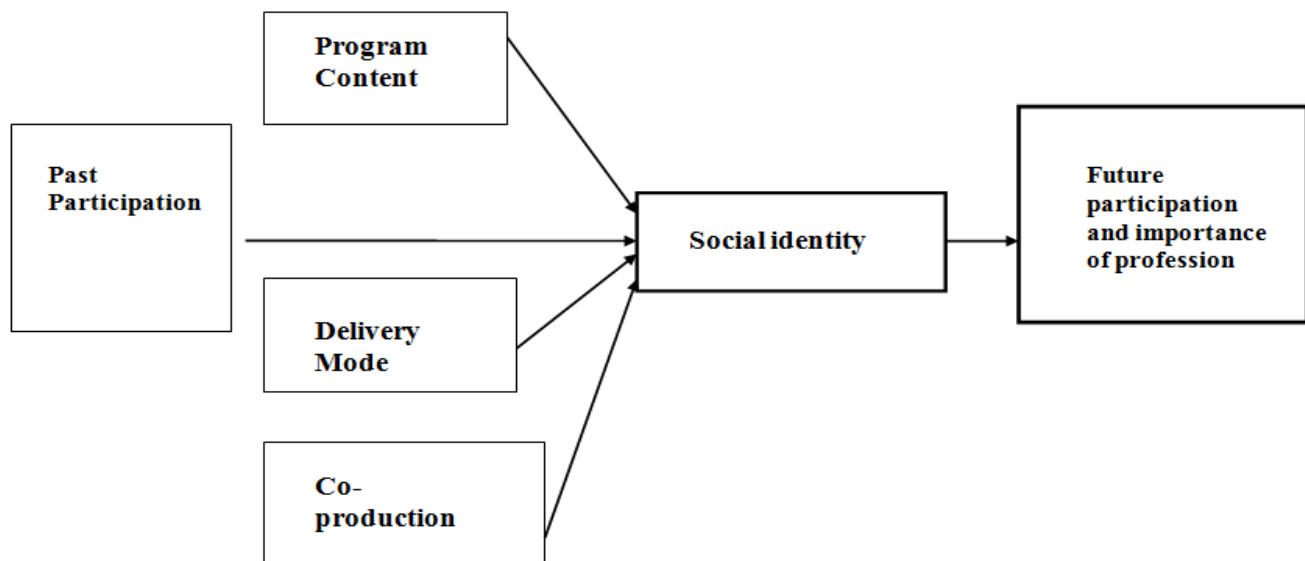 Program
Content
Past
Participation
Social identity
Future
participation
and importance
of profession
Delivery
Mode
Co-
production